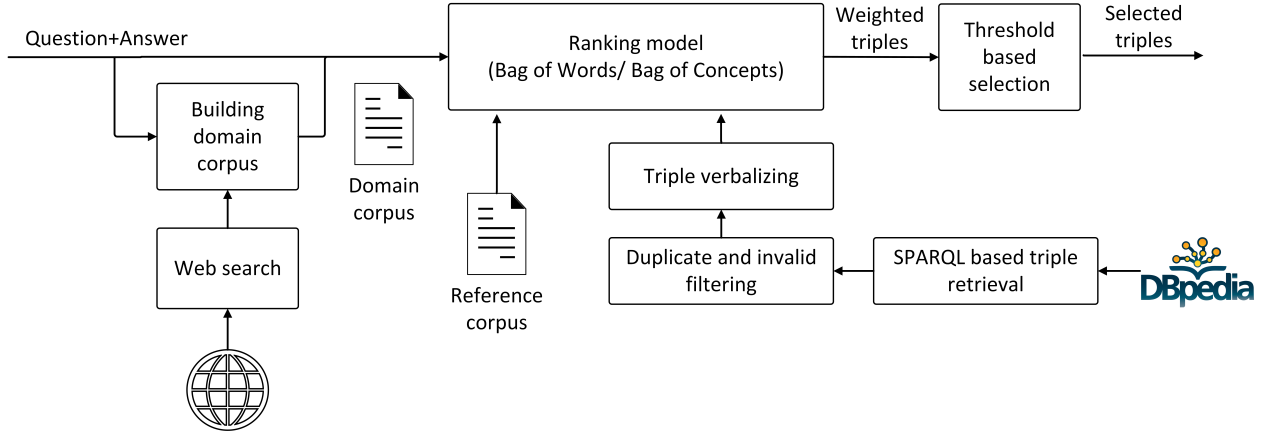 Question+Answer
Building
domain
corpus
Web search
Domain
corpus
Reference
corpus
Ranking model
(Bag of Words/ Bag of Concepts)
Triple verbalizing
Duplicate and invalid
filtering
SPARQL based triple
retrieval
DBpedia
Weighted
triples
Threshold
based
selection
Selected
triples